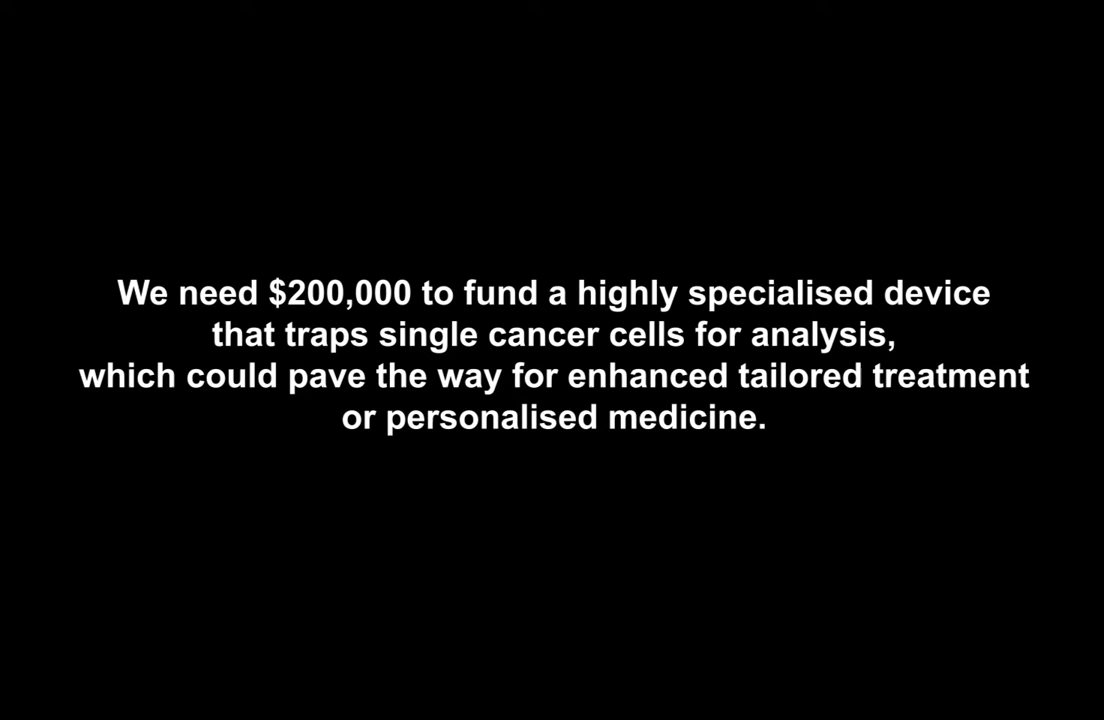 We need $200,000 to fund a highly specialised device
that traps single cancer cells for analysis,
which could pave the way for enhanced tailored treatment
or personalised medicine.